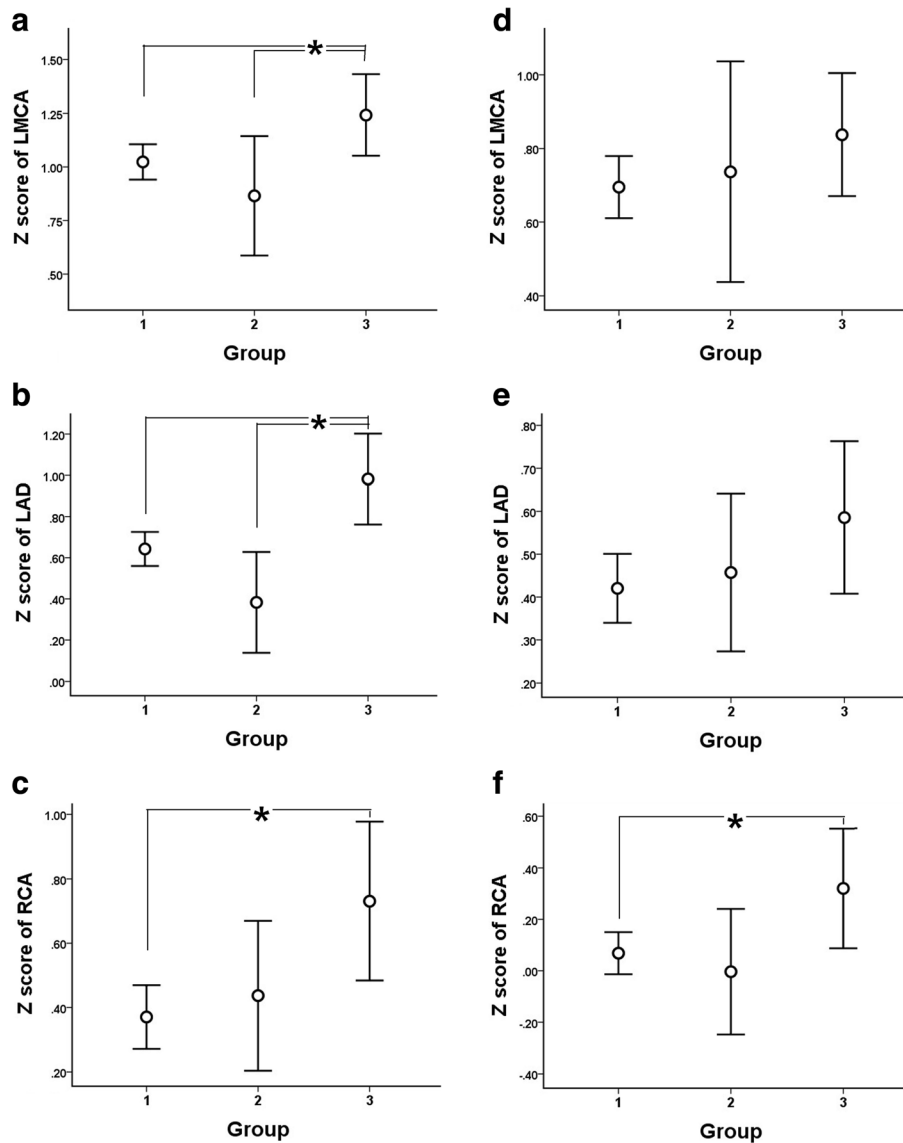 a
*
Z score of LMCA
1.50
1.25
1.00
.75
.50
1 2 3
Group
d
Z score of LMCA
1.00
.80
.60
.40
1 2 3
Group
b
*
Z score of LAD
1.20
1.00
.80
.60
.40
.20
.00
1 2 3
Group
e
Z score of LAD
.80
.70
.60
.50
.40
.30
.20
1 2 3
Group
c
*
Z score of RCA
1.00
.80
.60
.40
.20
1 2 3
Group
f
*
Z score of RCA
.60
.40
.20
.00
-.20
-.40
1 2 3
Group